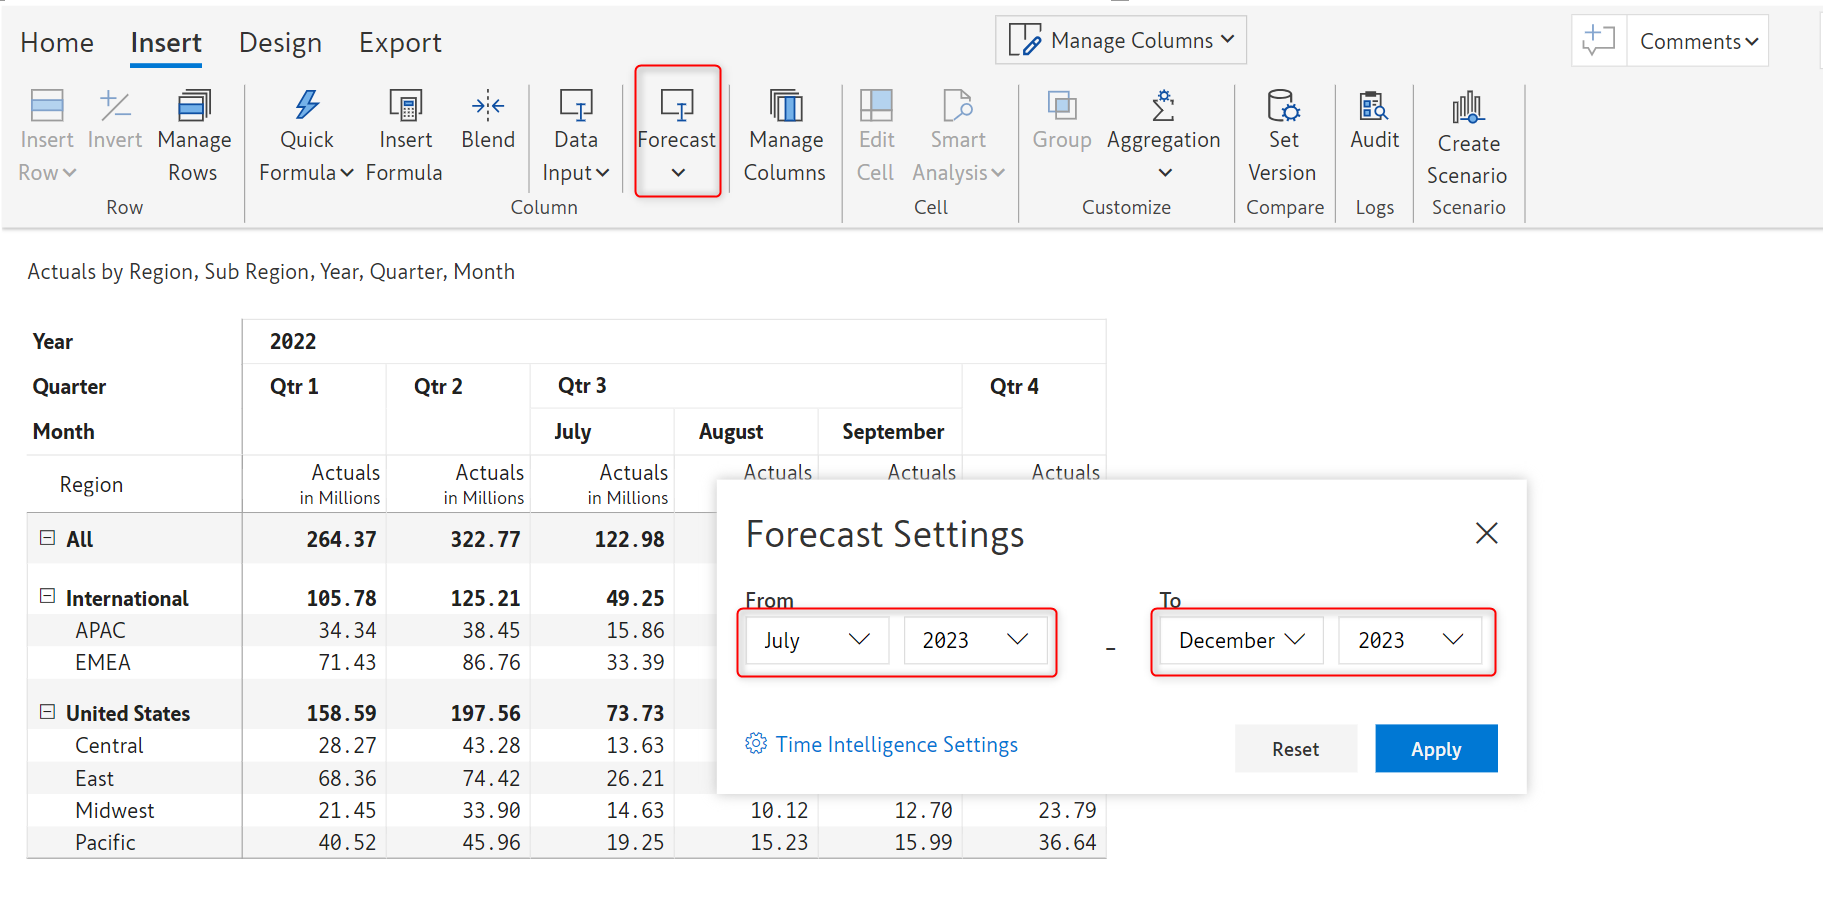 Home Insert Design Export Manage Columns Comments
Insert Row Invert Manage Rows Quick Formula Insert Formula Blend Data Input Forecast Manage Columns Edit Cell Smart Analysis Group Aggregation Set Version Audit Create Scenario
Row Column Cell Customize Compare Logs Scenario
Actuals by Region, Sub Region, Year, Quarter, Month
Year 2022
Quarter Qtr 1 Qtr 2 Qtr 3 Qtr 4
Month July August September
Region Actuals Actuals Actuals Actuals Actuals Actuals
in Millions in Millions in Millions
All 264.37 322.77 122.98
International 105.78 125.21 49.25
APAC 34.34 38.45 15.86
EMEA 71.43 86.76 33.39
United States 158.59 197.56 73.73
Central 28.27 43.28 13.63
East 68.36 74.42 26.21
Midwest 21.45 33.90 14.63 10.12 12.70 23.79
Pacific 40.52 45.96 19.25 15.23 15.99 36.64
Forecast Settings
From To
July 2023 – December 2023
Time Intelligence Settings Reset Apply